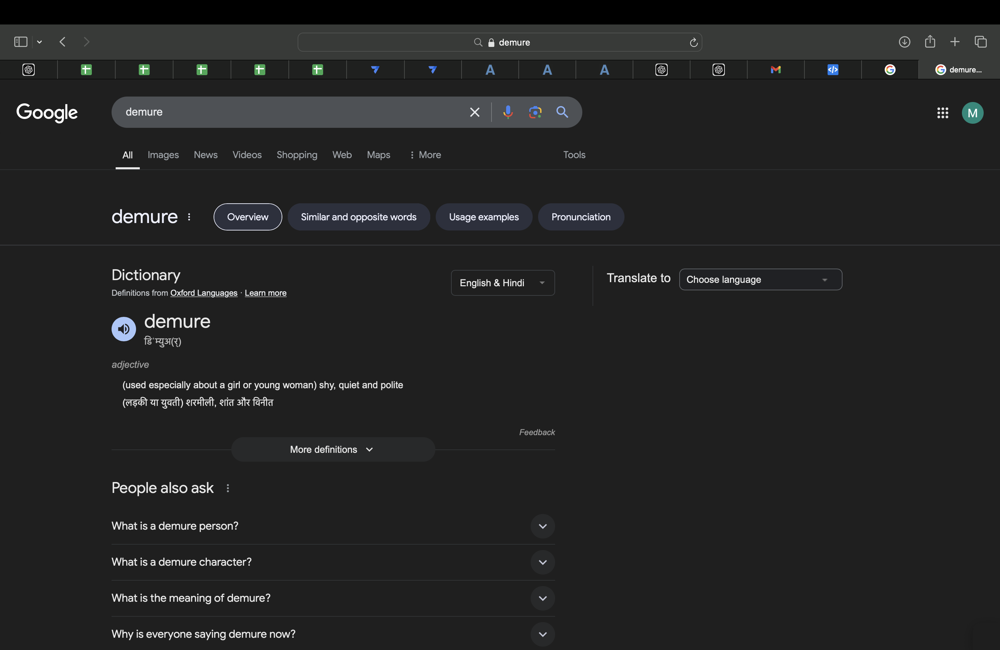 demure
demure...
Google
demure
M
All Images News Videos Shopping Web Maps More Tools
demure Overview Similar and opposite words Usage examples Pronunciation
Dictionary
English & Hindi
Translate to Choose language
Definitions from Oxford Languages · Learn more
demure
डिˈम्युअ(र्)
adjective
(used especially about a girl or young woman) shy, quiet and polite
(लड़की या युवती) शरमीली, शांत और विनीत
Feedback
More definitions
People also ask
What is a demure person?
What is a demure character?
What is the meaning of demure?
Why is everyone saying demure now?